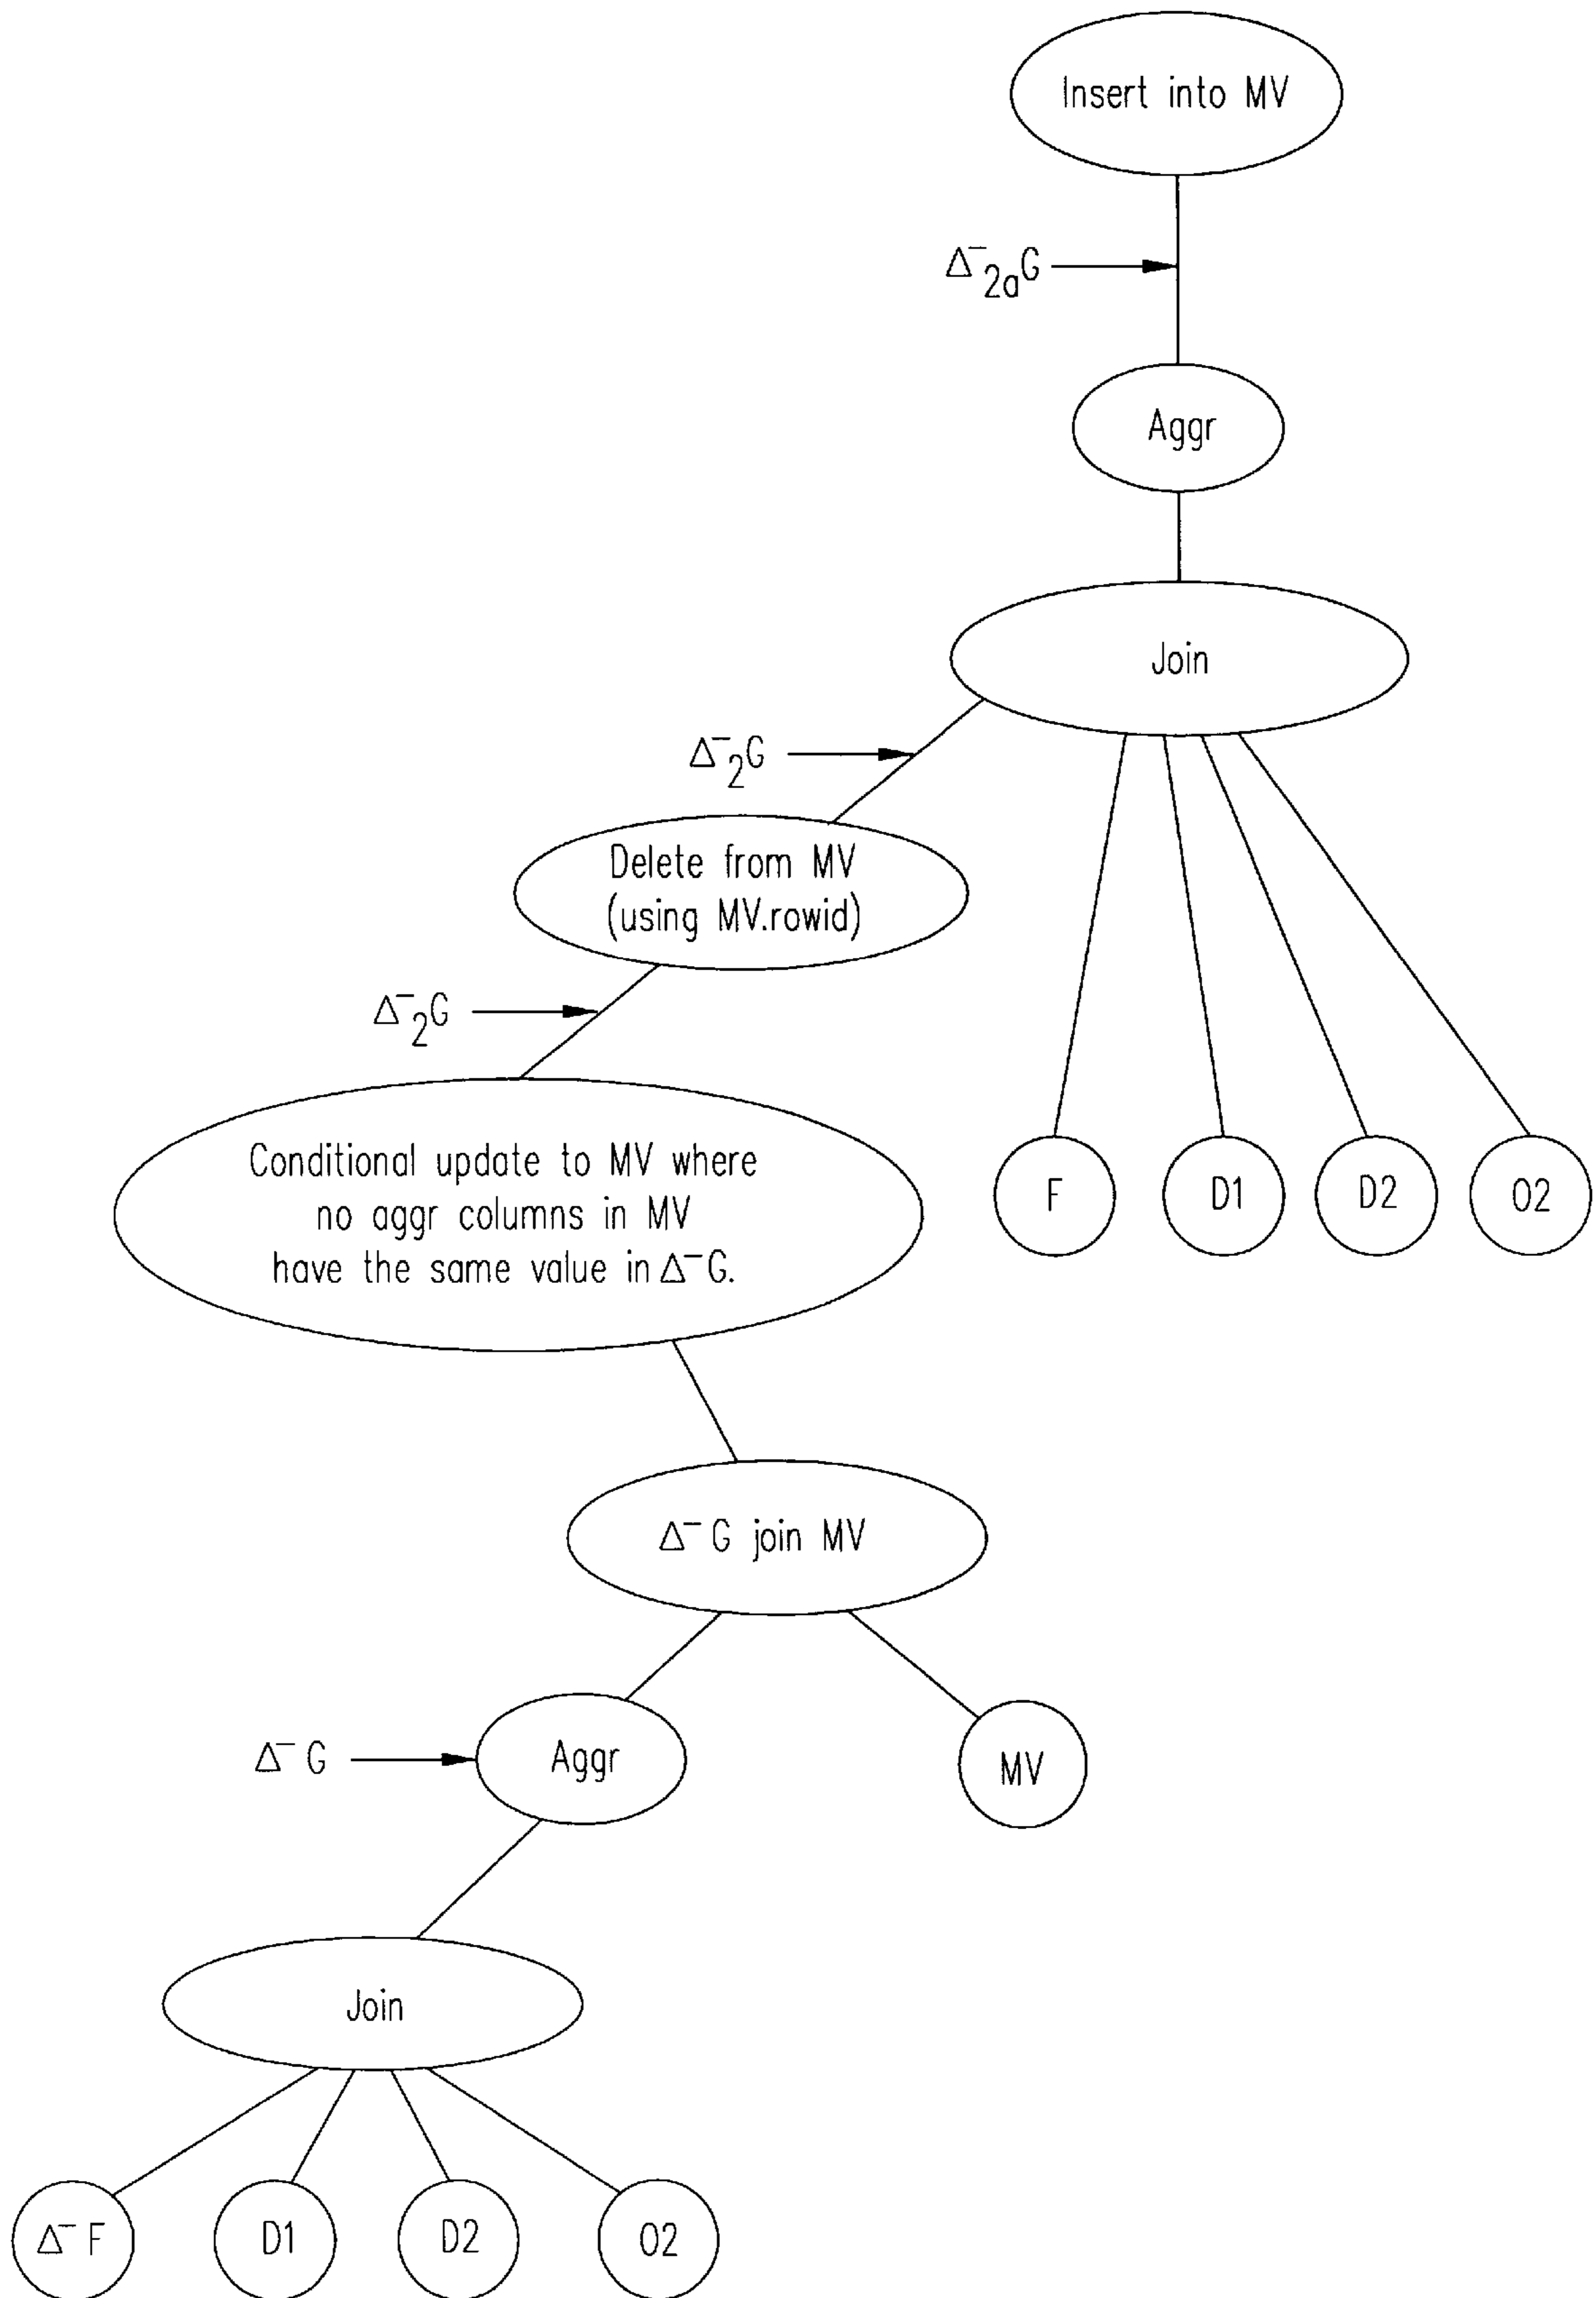 Insert into MV
Δ⁻₂ₐG
Aggr
Join
Δ⁻₂G
Delete from MV
(using MV.rowid)
Δ⁻₂G
Conditional update to MV where
no aggr columns in MV
have the same value in Δ⁻G.
F
D1
D2
O2
Δ⁻ G join MV
Δ⁻ G
Aggr
MV
Join
Δ⁻ F
D1
D2
O2